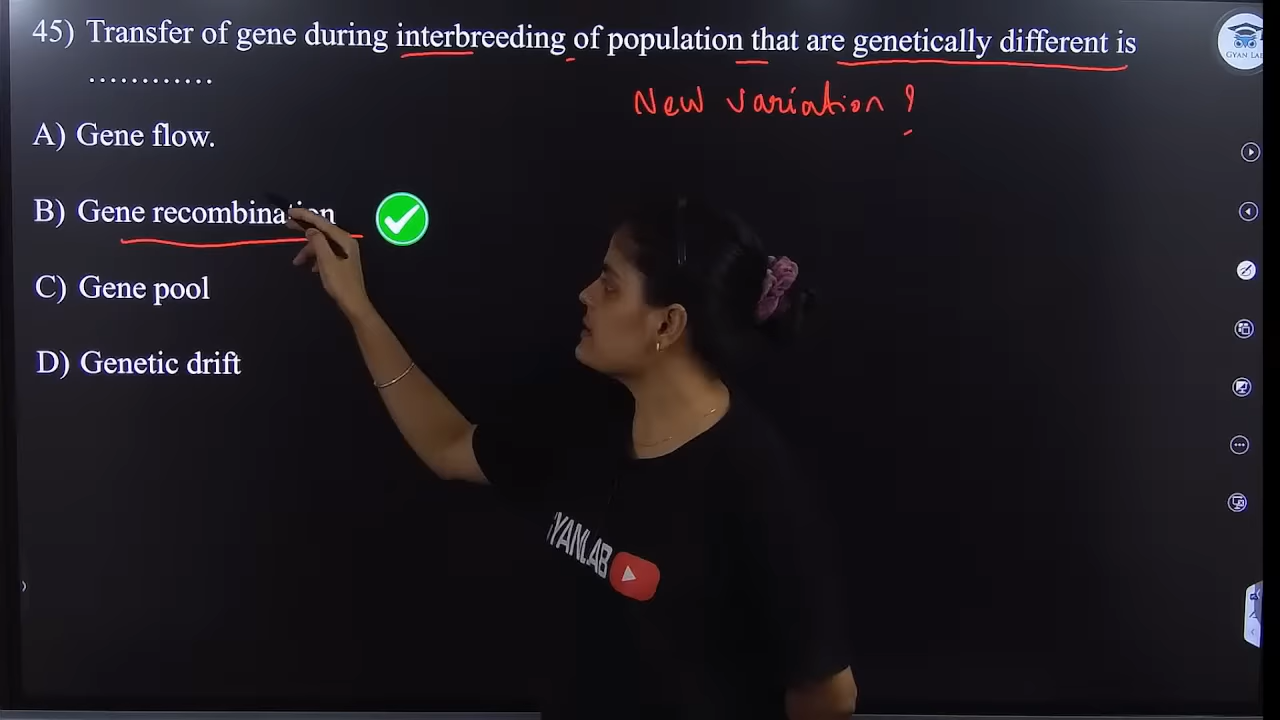 45) Transfer of gene during interbreeding of population that are genetically different is
.............
New variation ?
A) Gene flow.
B) Gene recombination
C) Gene pool
D) Genetic drift
GYAN LAB
GYANLAB